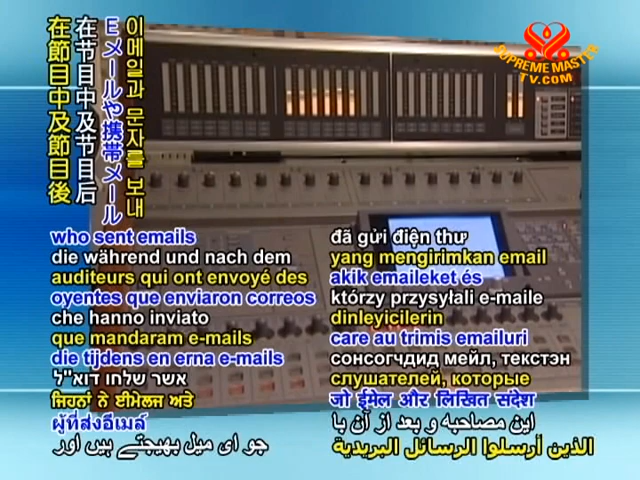 在節目中及節目後
在节目中及节目后
Eメールや携帯メール
이메일과 문자를 보내
SUPREME MASTER
TV.COM
who sent emails
die während und nach dem
auditeurs qui ont envoyé des
oyentes que enviaron correos
che hanno inviato
que mandaram e-mails
die tijdens en erna e-mails
אשר שלחו דוא"ל
ਜਿਹਨਾਂ ਨੇ ਈਮੇਲਜ ਅਤੇ
ผู้ที่ส่งอีเมล์
جو ای میل بھیجتے ہیں اور
đã gửi điện thư
yang mengirimkan email
akik emaileket és
którzy przysyłali e-maile
dinleyicilerin
care au trimis emailuri
сонсогчдид мейл, текстэн
слушателей, которые
जो ईमेल और लिखित संदेश
این مصاحبه و بعد از آن با
الذين أرسلوا الرسائل البريدية